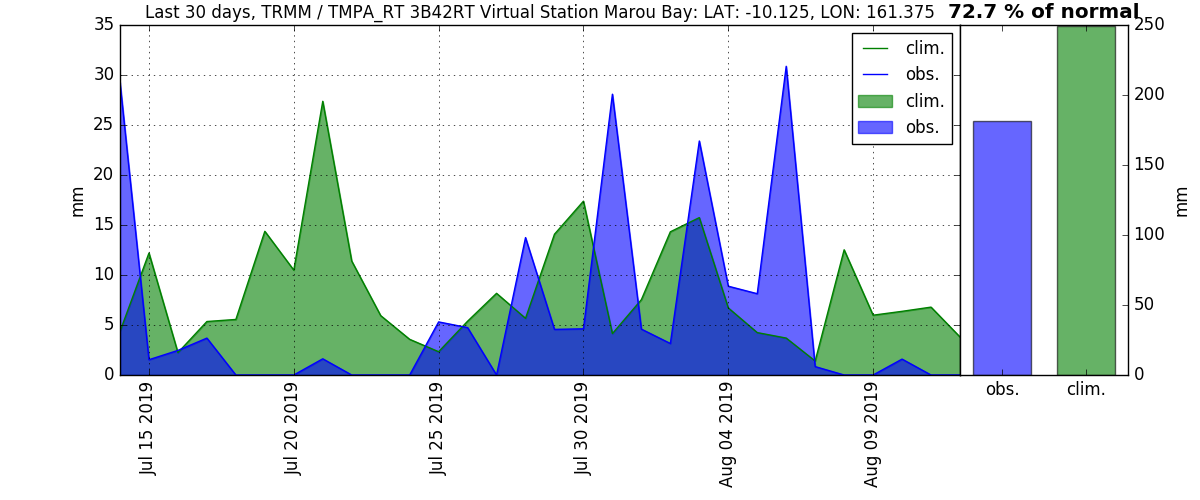 Last 30 days, TRMM / TMPA_RT 3B42RT Virtual Station Marou Bay: LAT: -10.125, LON: 161.375
72.7 % of normal
35
30
25
20
15
10
5
0
mm
clim.
obs.
clim.
obs.
Jul 15 2019
Jul 20 2019
Jul 25 2019
Jul 30 2019
Aug 04 2019
Aug 09 2019
250
200
150
100
50
0
mm
obs.
clim.